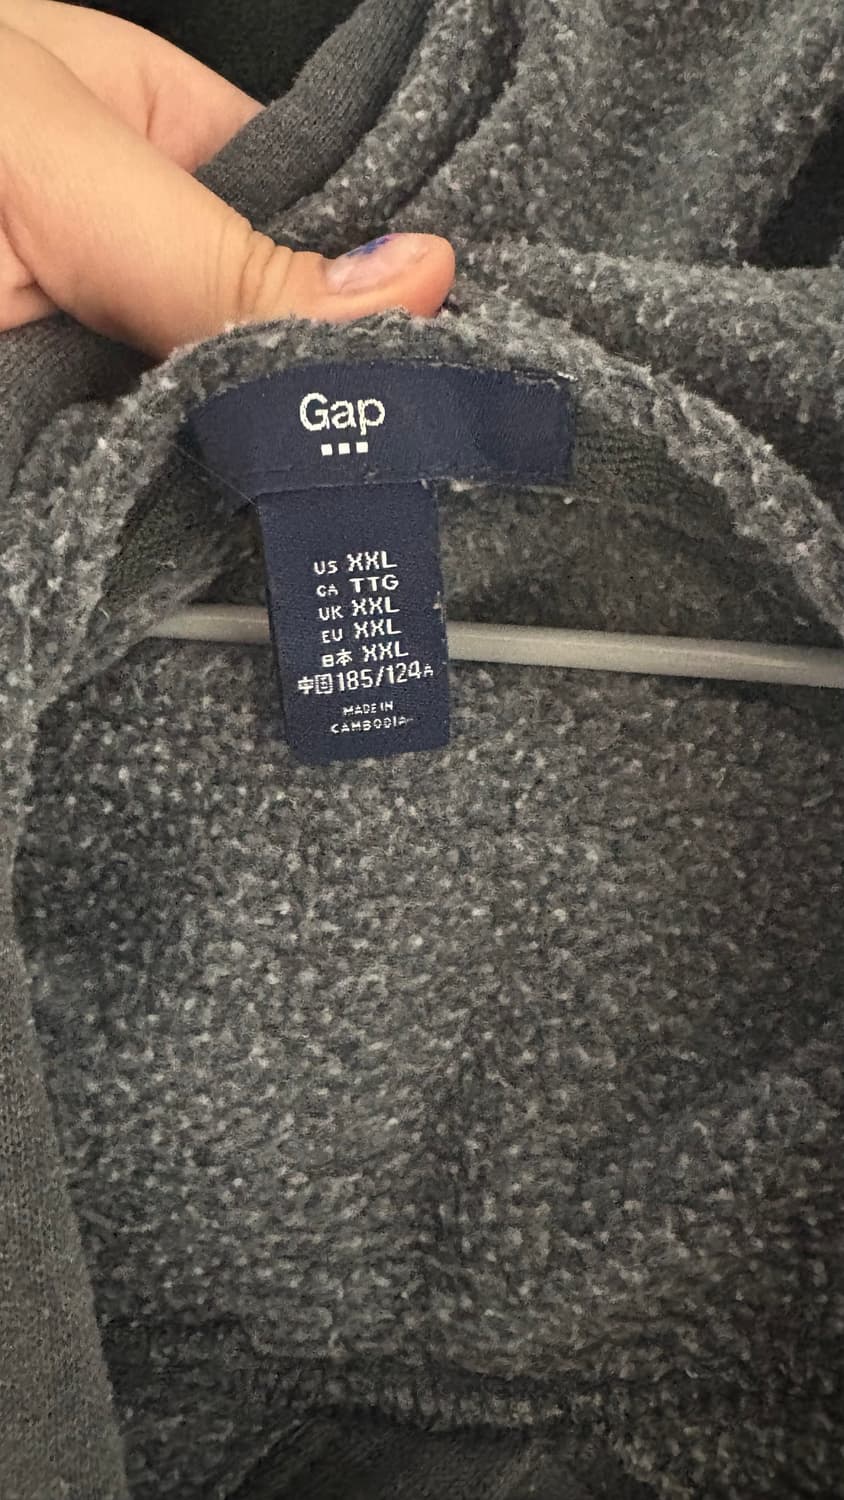 Gap
US XXL
CA TTG
UK XXL
EU XXL
日本 XXL
中国 185/124A
MADE IN
CAMBODIA